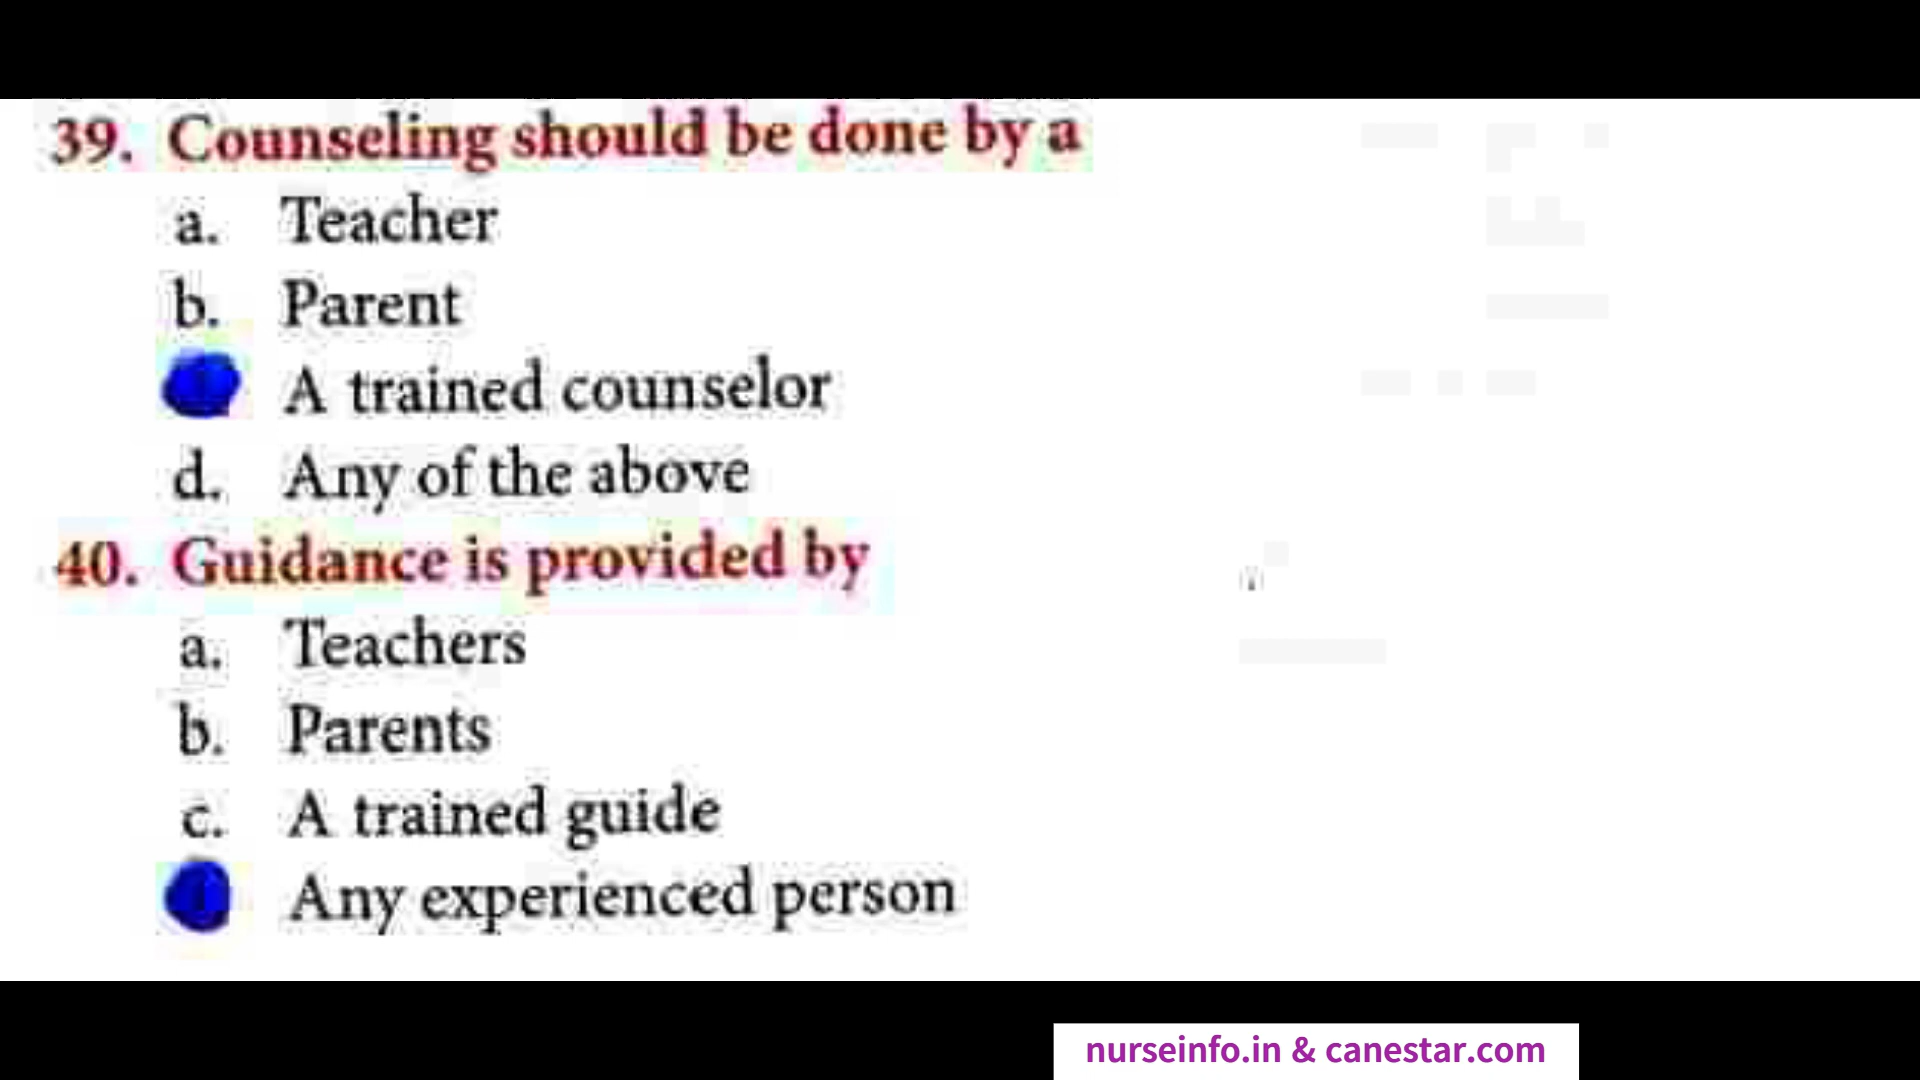 39. Counseling should be done by a
a. Teacher
b. Parent
A trained counselor
d. Any of the above
40. Guidance is provided by
a. Teachers
b. Parents
c. A trained guide
Any experienced person
nurseinfo.in & canestar.com